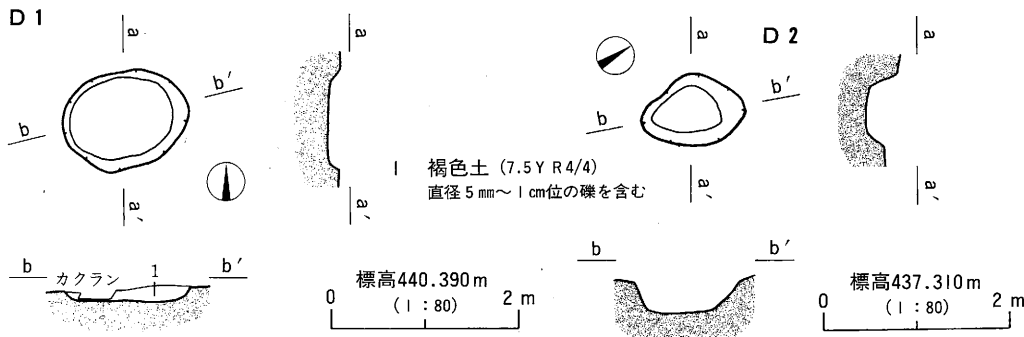 D 1
a
b'
b
a'
a
a'
1 褐色土 (7.5YR4/4)
直径5mm~1cm位の礫を含む
b カクラン 1 b'
標高440.390m
(1:80)
0 2m
D 2
a
b'
b
a'
a
a'
b b'
標高437.310m
(1:80)
0 2m